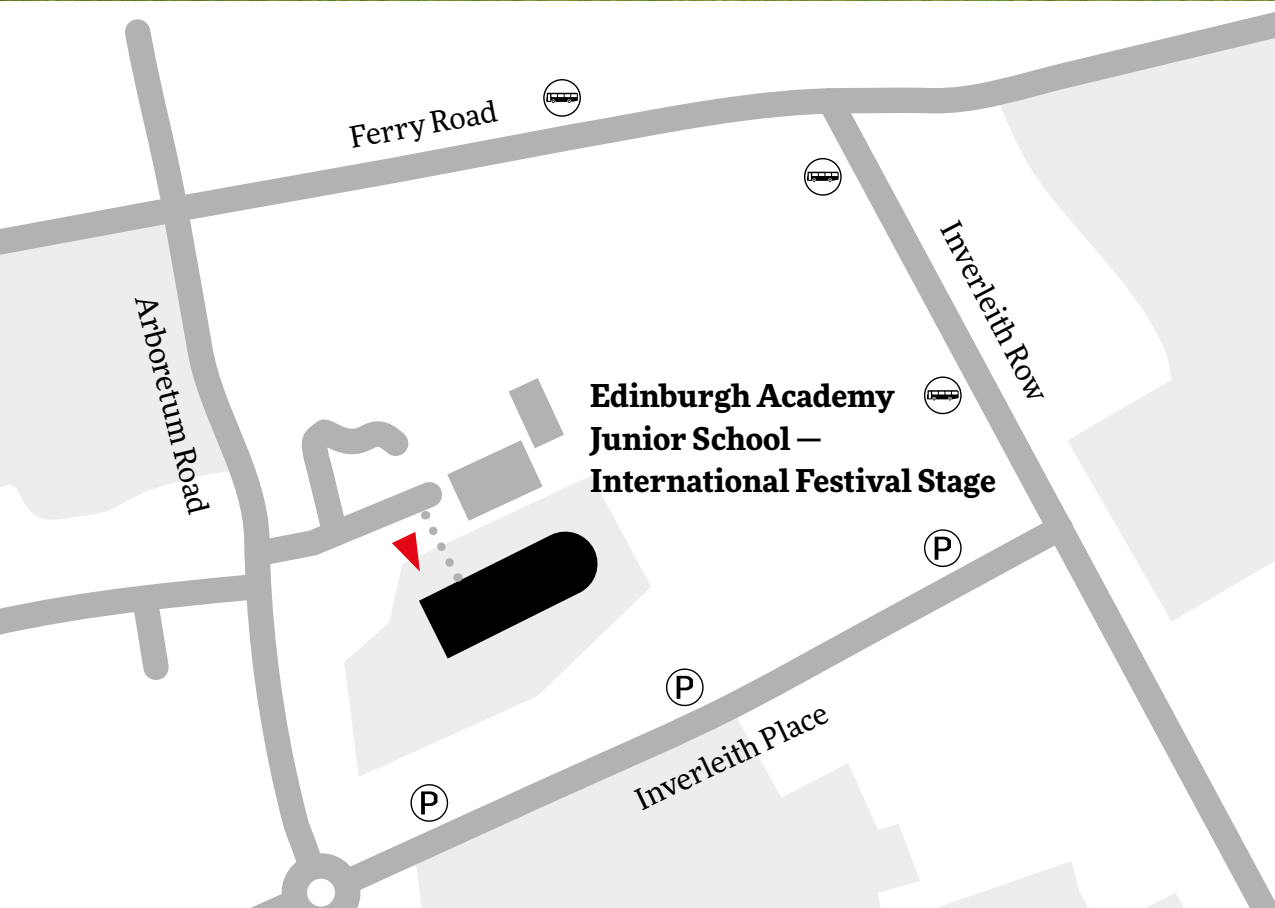 Ferry Road
Arboretum Road
Inverleith Row
Edinburgh Academy
Junior School —
International Festival Stage
P
P
Inverleith Place
P